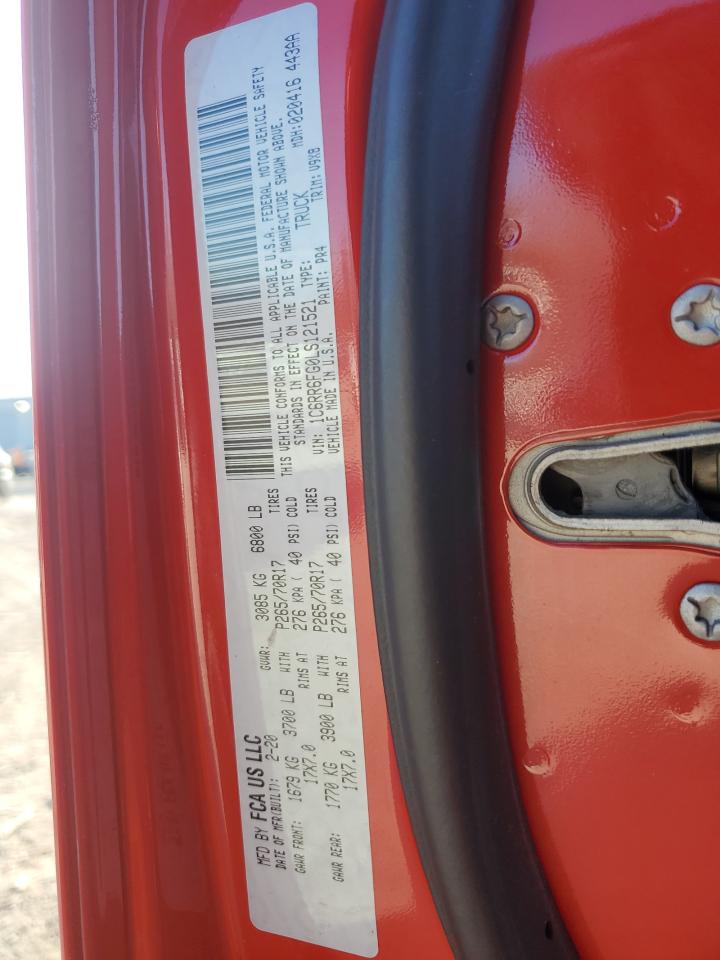 MFD BY FCA US LLC
DATE OF MFR(BUILT): 2-20 GVWR: 3085 KG 6800 LB
GAWR FRONT: 1679 KG 3700 LB WITH P265/70R17 TIRES
17X7.0 RIMS AT 276 KPA ( 40 PSI) COLD
GAWR REAR: 1770 KG 3900 LB WITH P265/70R17 TIRES
17X7.0 RIMS AT 276 KPA ( 40 PSI) COLD
THIS VEHICLE CONFORMS TO ALL APPLICABLE U.S.A. FEDERAL MOTOR VEHICLE SAFETY
STANDARDS IN EFFECT ON THE DATE OF MANUFACTURE SHOWN ABOVE.
MDH:020416 443AA
VIN: 1C6RR6FG0LS121521 TYPE: TRUCK
VEHICLE MADE IN U.S.A. PAINT: PR4 TRIM: V9X8